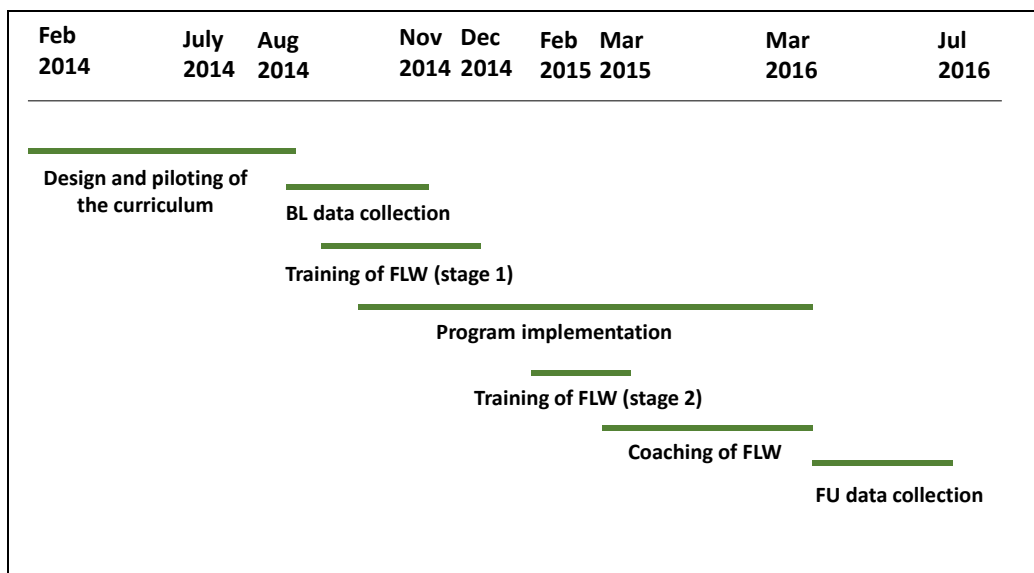 Feb July Aug Nov Dec Feb Mar Mar Jul
2014 2014 2014 2014 2014 2015 2015 2016 2016
Design and piloting of
the curriculum
BL data collection
Training of FLW (stage 1)
Program implementation
Training of FLW (stage 2)
Coaching of FLW
FU data collection